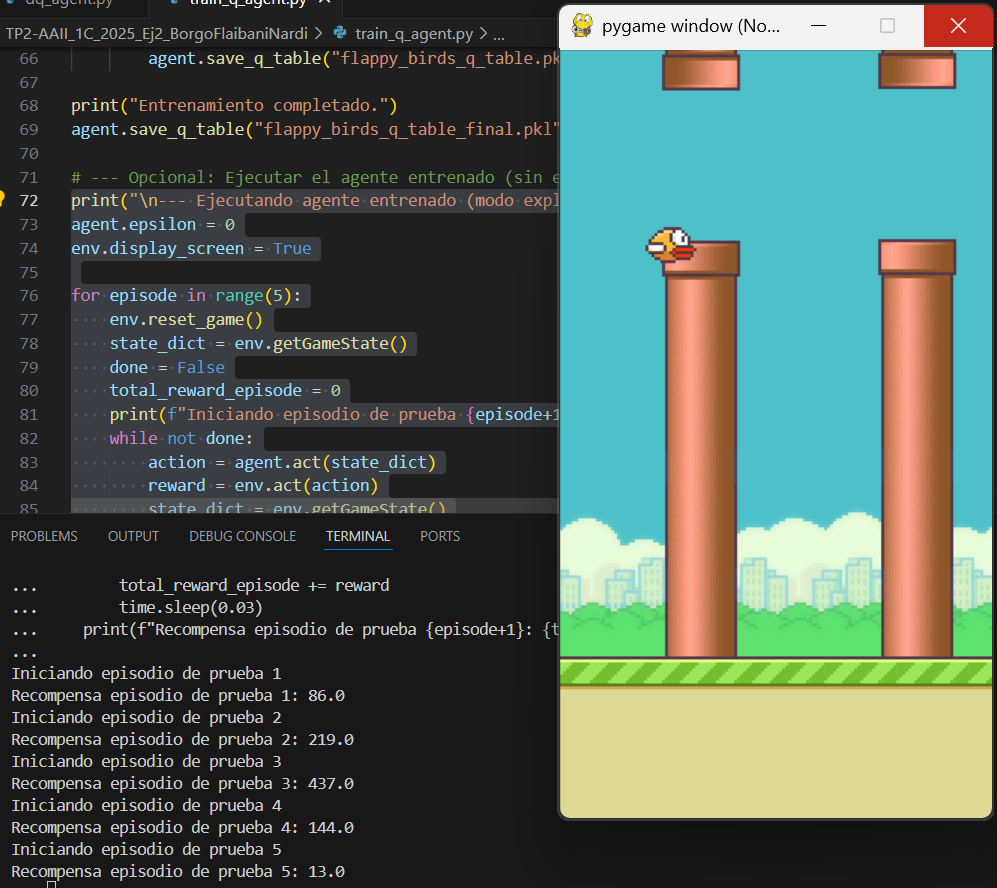 dq_agent.py train_q_agent.py
TP2-AAII_1C_2025_Ej2_BorgoFlaibaniNardi > train_q_agent.py > ...
66 agent.save_q_table("flappy_birds_q_table.pk
67
68 print("Entrenamiento completado.")
69 agent.save_q_table("flappy_birds_q_table_final.pkl"
70
71 # --- Opcional: Ejecutar el agente entrenado (sin e
72 print("\n--- Ejecutando agente entrenado (modo expl
73 agent.epsilon = 0
74 env.display_screen = True
75
76 for episode in range(5):
77 env.reset_game()
78 state_dict = env.getGameState()
79 done = False
80 total_reward_episode = 0
81 print(f"Iniciando episodio de prueba {episode+1
82 while not done:
83 action = agent.act(state_dict)
84 reward = env.act(action)
85 state_dict = env.getGameState()
PROBLEMS OUTPUT DEBUG CONSOLE TERMINAL PORTS
... total_reward_episode += reward
... time.sleep(0.03)
... print(f"Recompensa episodio de prueba {episode+1}: {t
...
Iniciando episodio de prueba 1
Recompensa episodio de prueba 1: 86.0
Iniciando episodio de prueba 2
Recompensa episodio de prueba 2: 219.0
Iniciando episodio de prueba 3
Recompensa episodio de prueba 3: 437.0
Iniciando episodio de prueba 4
Recompensa episodio de prueba 4: 144.0
Iniciando episodio de prueba 5
Recompensa episodio de prueba 5: 13.0
pygame window (No...